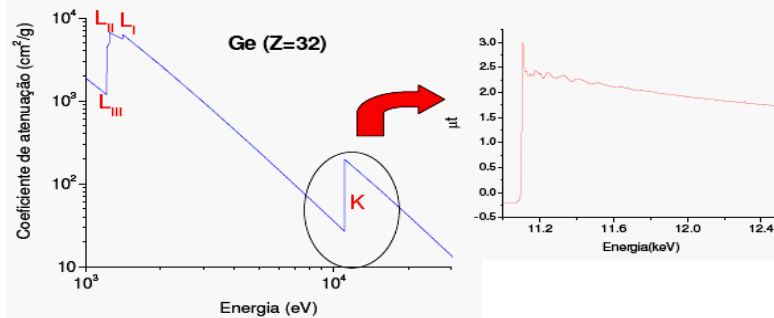 Coeficiente de atenuação (cm²/g)
10⁴
10³
10²
10
L_II L_I
L_III
Ge (Z=32)
K
10³ 10⁴
Energia (eV)
μt
3.0
2.5
2.0
1.5
1.0
0.5
0.0
-0.5
11.2 11.6 12.0 12.4
Energia(keV)